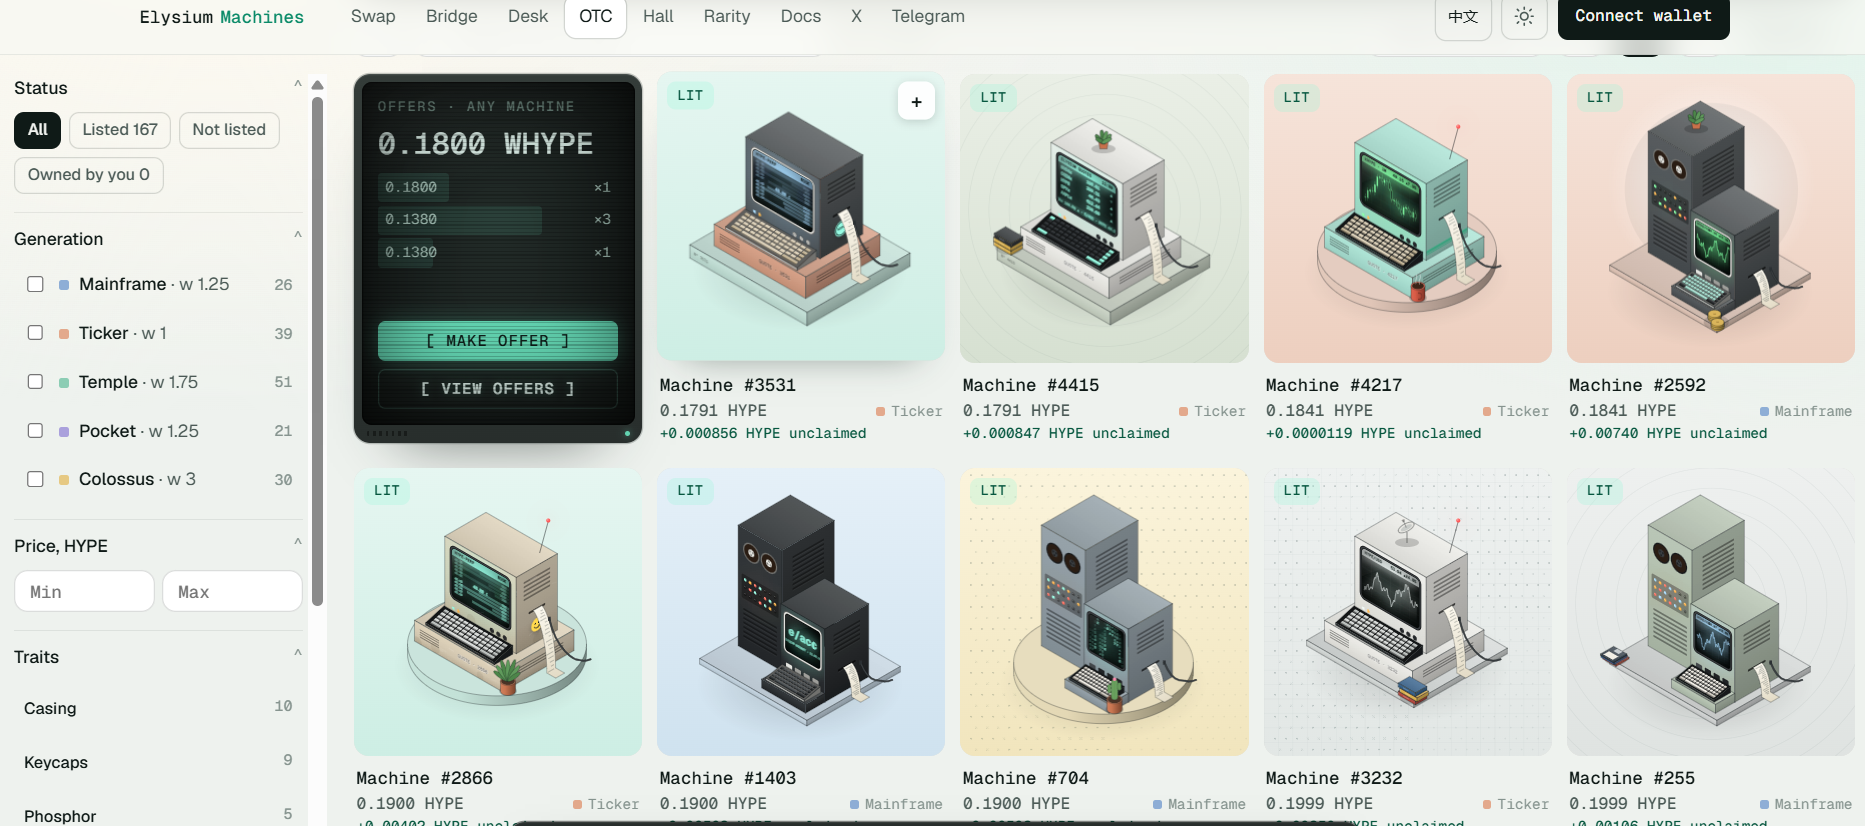 Elysium Machines
Swap Bridge Desk OTC Hall Rarity Docs X Telegram
中文
Connect wallet
Status ^
All Listed 167 Not listed
Owned by you 0
Generation ^
Mainframe · w 1.25 26
Ticker · w 1 39
Temple · w 1.75 51
Pocket · w 1.25 21
Colossus · w 3 30
Price, HYPE ^
Min Max
Traits ^
Casing 10
Keycaps 9
Phosphor 5
OFFERS · ANY MACHINE
0.1800 WHYPE
0.1800 ×1
0.1380 ×3
0.1380 ×1
[ MAKE OFFER ]
[ VIEW OFFERS ]
LIT +
Machine #3531
0.1791 HYPE Ticker
+0.000856 HYPE unclaimed
LIT
Machine #4415
0.1791 HYPE Ticker
+0.000847 HYPE unclaimed
LIT
Machine #4217
0.1841 HYPE Ticker
+0.0000119 HYPE unclaimed
LIT
Machine #2592
0.1841 HYPE Mainframe
+0.00740 HYPE unclaimed
LIT
Machine #2866
0.1900 HYPE Ticker
LIT
e/acc
Machine #1403
0.1900 HYPE Mainframe
LIT
Machine #704
0.1900 HYPE Mainframe
LIT
Machine #3232
0.1999 HYPE Ticker
LIT
Machine #255
0.1999 HYPE Mainframe